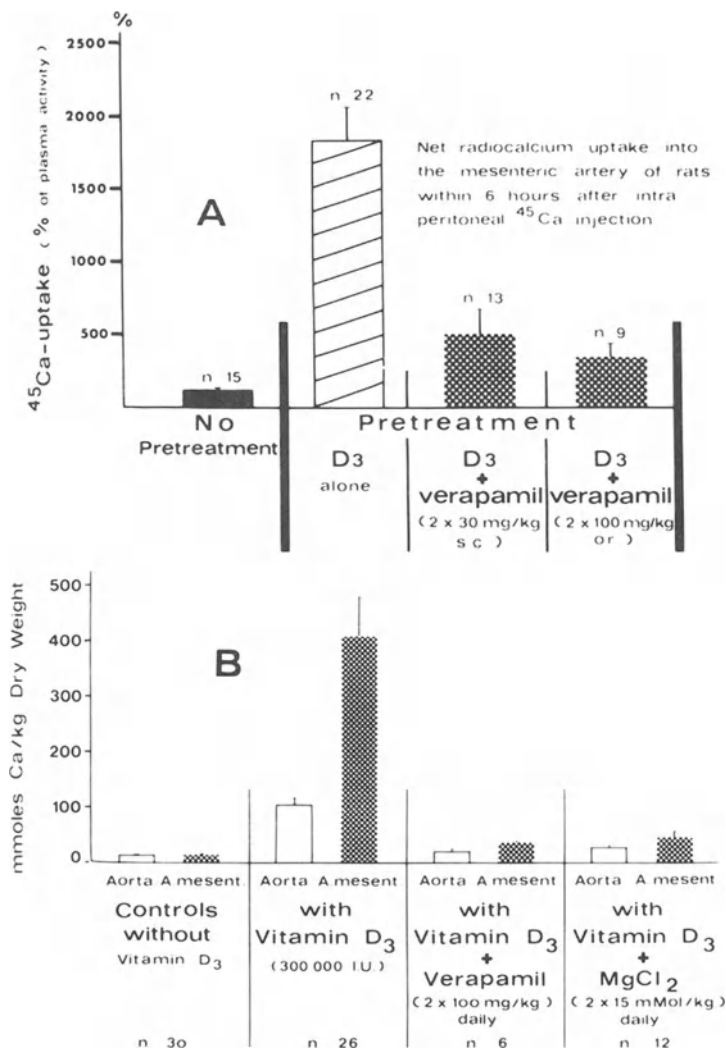 %
2500
2000
1500
1000
500
45Ca-uptake ( % of plasma activity )
A
n 22
Net radiocalcium uptake into
the mesenteric artery of rats
within 6 hours after intra
peritoneal 45Ca injection
n 13
n 9
n 15
No
Pretreatment
Pretreatment
D3
alone
D3
+
verapamil
( 2 x 30 mg/kg
s c )
D3
+
verapamil
( 2 x 100 mg/kg
or )
mmoles Ca/kg Dry Weight
500
400
300
200
100
0
B
Aorta A mesent.
Aorta A mesent.
Aorta A mesent
Aorta A mesent
Controls
without
Vitamin D3
with
Vitamin D3
(300 000 I.U.)
with
Vitamin D3
+
Verapamil
( 2 x 100 mg/kg )
daily
with
Vitamin D3
+
MgCl2
( 2 x 15 mMol/kg )
daily
n 30
n 26
n 6
n 12